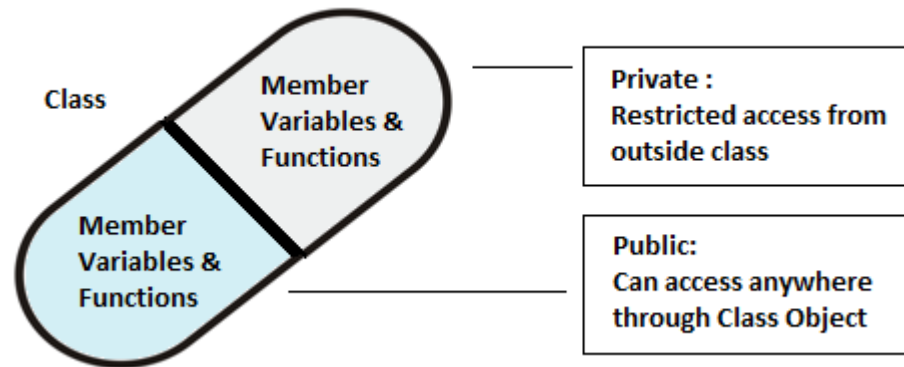 Class
Member
Variables &
Functions
Private :
Restricted access from
outside class
Member
Variables &
Functions
Public:
Can access anywhere
through Class Object